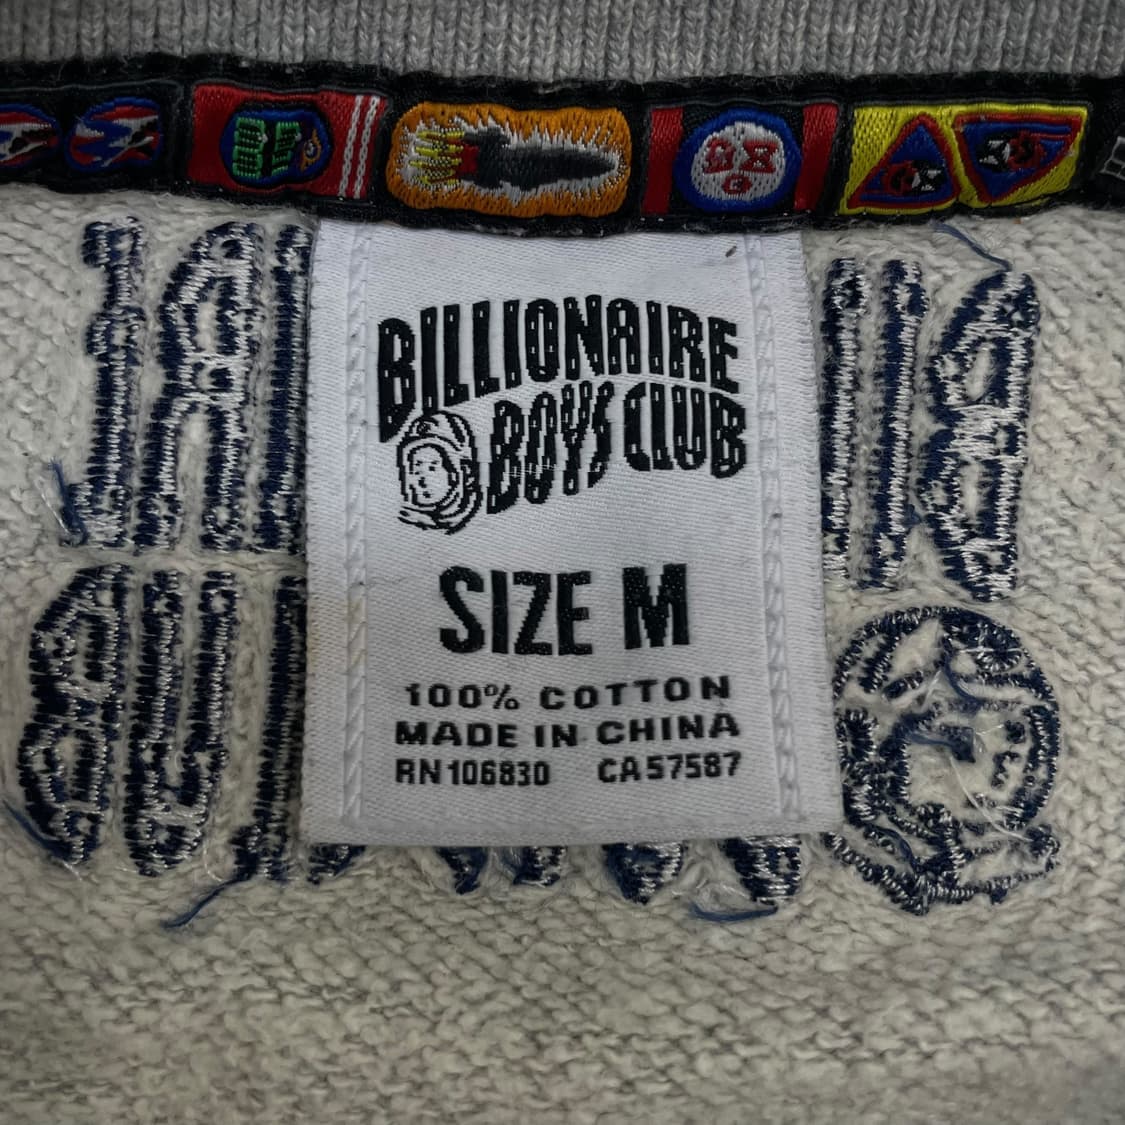 BILLIONAIRE
BOYS CLUB
SIZE M
100% COTTON
MADE IN CHINA
RN 106830 CA 57587